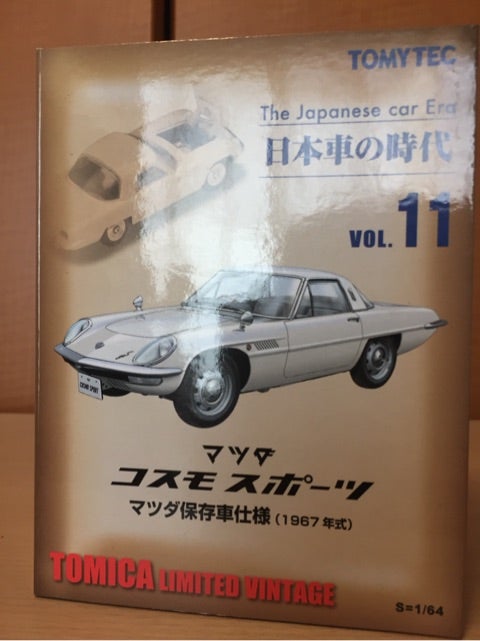 TOMYTEC
The Japanese car Era
日本車の時代
VOL. 11
COSMO SPORT
マツダ
コスモ スポーツ
マツダ保存車仕様 (1967年式)
TOMICA LIMITED VINTAGE
S=1/64